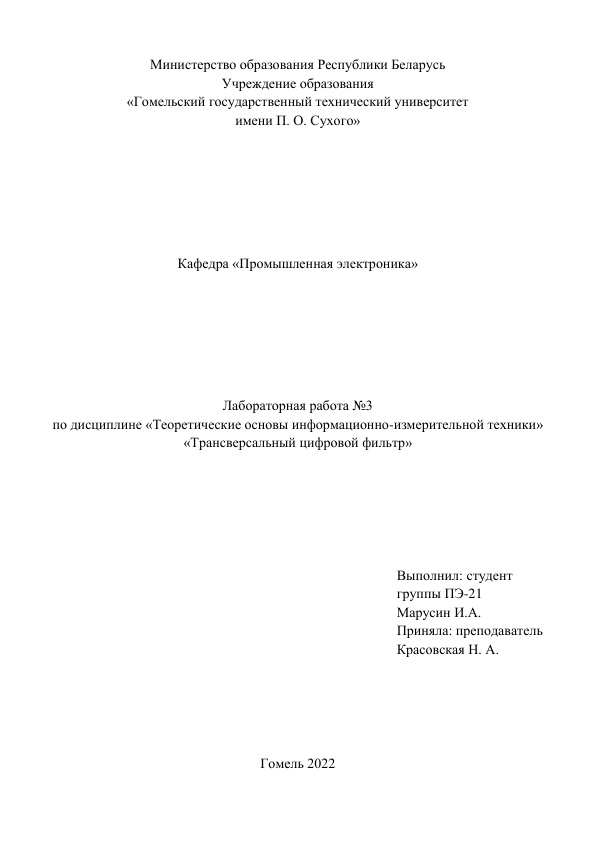 Министерство образования Республики Беларусь
Учреждение образования
«Гомельский государственный технический университет
имени П. О. Сухого»
Кафедра «Промышленная электроника»
Лабораторная работа №3
по дисциплине «Теоретические основы информационно-измерительной техники»
«Трансверсальный цифровой фильтр»
Выполнил: студент
группы ПЭ-21
Марусин И.А.
Приняла: преподаватель
Красовская Н. А.
Гомель 2022